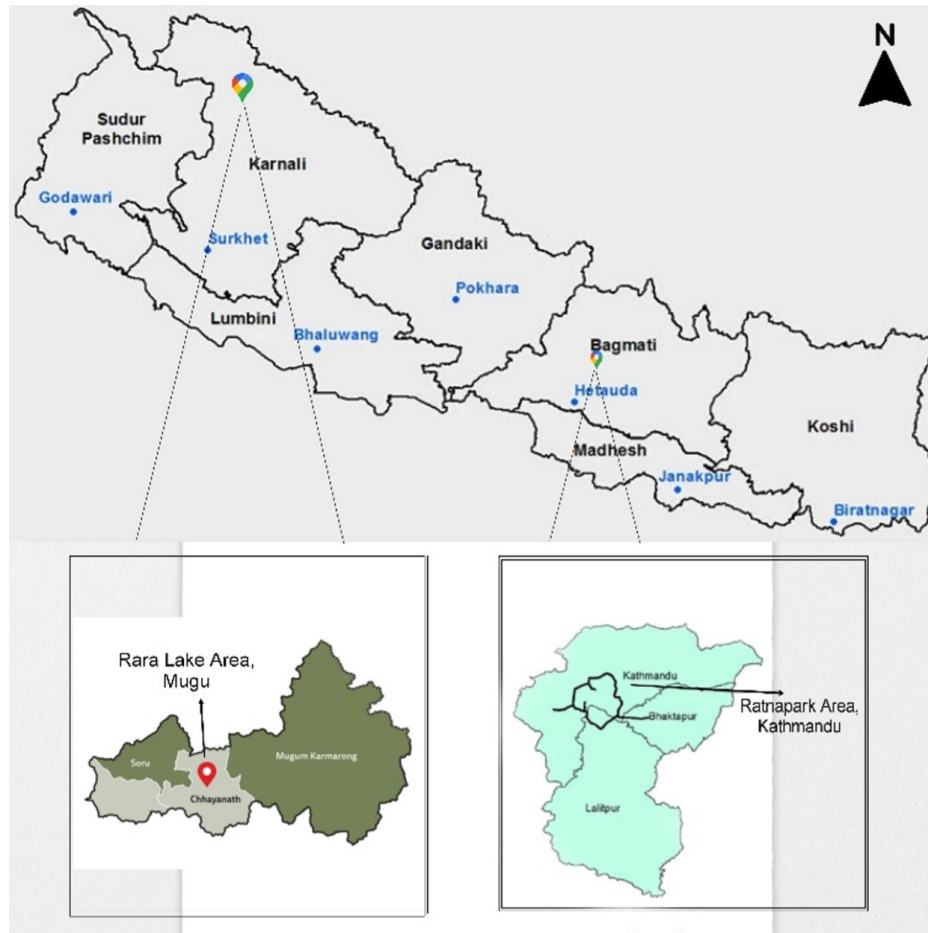 N
Sudur
Pashchim
Karnali
Godawari
Surkhet
Gandaki
Pokhara
Lumbini
Bhaluwang
Bagmati
Hetauda
Koshi
Madhesh
Janakpur
Biratnagar
Rara Lake Area,
Mugu
Soru
Mugum Karmarong
Chhayanath
Kathmandu
Ratnapark Area,
Kathmandu
Bhaktapur
Lalitpur